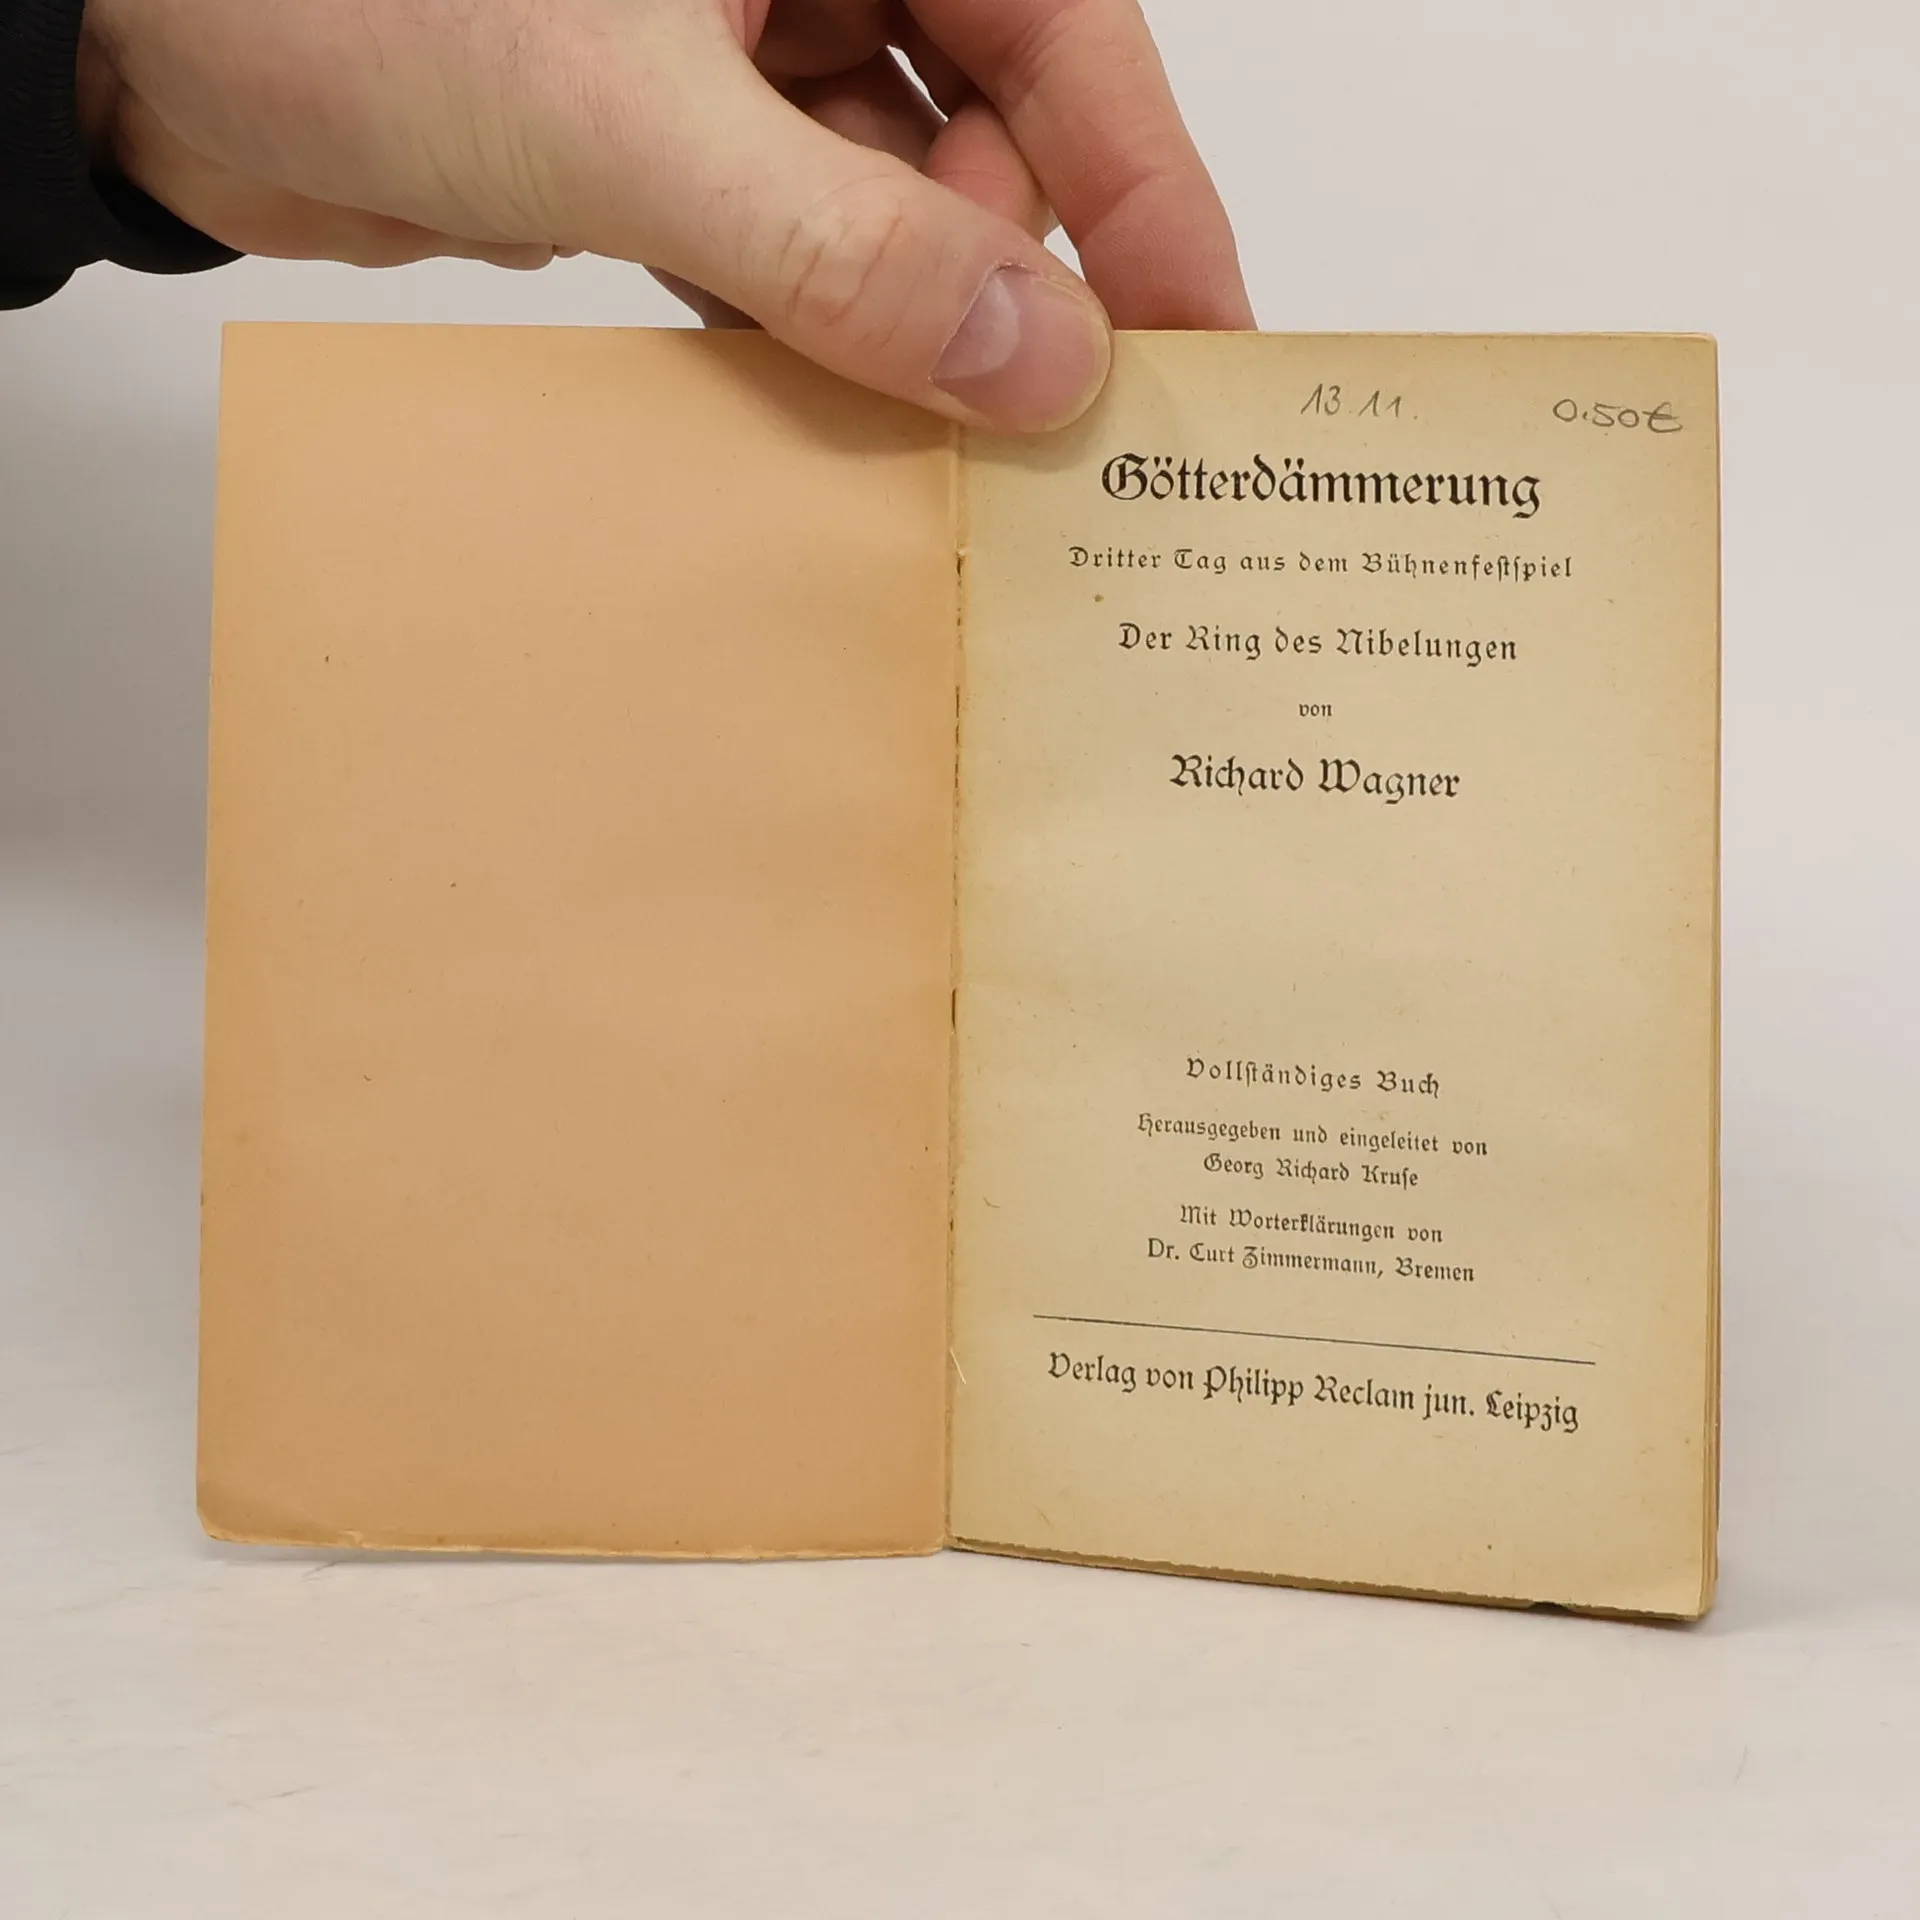 13.11.
0.50€
Götterdämmerung
Dritter Tag aus dem Bühnenfeſtſpiel
Der Ring des Nibelungen
von
Richard Wagner
Vollſtändiges Buch
Herausgegeben und eingeleitet von
Georg Richard Kruſe
Mit Worterklärungen von
Dr. Curt Zimmermann, Bremen
Verlag von Philipp Reclam jun. Leipzig